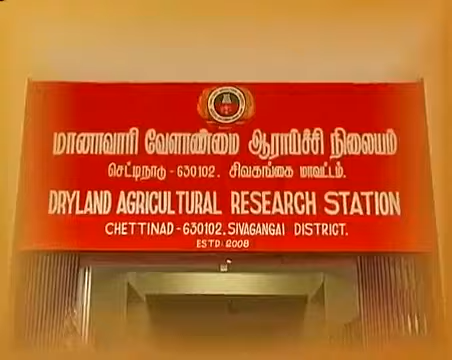 மானாவாரி வேளாண்மை ஆராய்ச்சி நிலையம்
செட்டிநாடு - 630102. சிவகங்கை மாவட்டம்.
DRYLAND AGRICULTURAL RESEARCH STATION
CHETTINAD - 630102. SIVAGANGAI DISTRICT.
ESTD: 2008